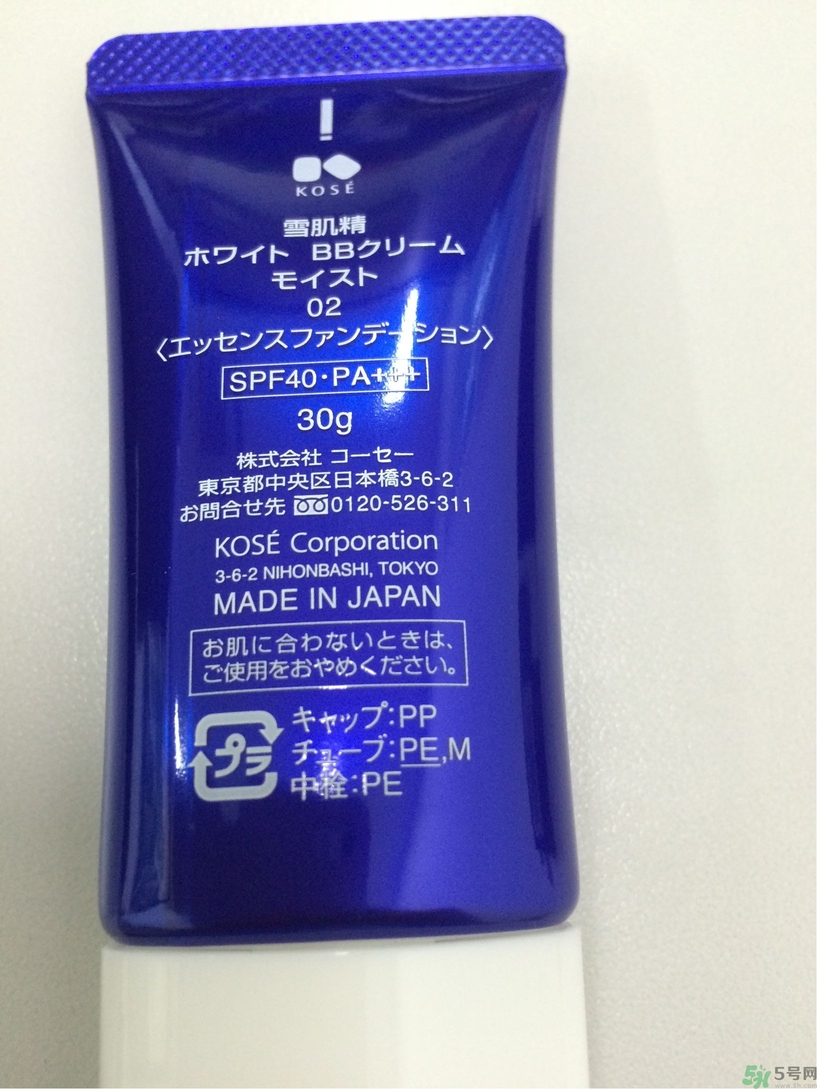 KOSÉ
雪肌精
ホワイト BBクリーム
モイスト
02
〈エッセンスファンデーション〉
SPF40・PA+++
30g
株式会社 コーセー
東京都中央区日本橋3-6-2
お問合せ先 0120-526-311
KOSÉ Corporation
3-6-2 NIHONBASHI, TOKYO
MADE IN JAPAN
お肌に合わないときは、
ご使用をおやめください。
プラ
キャップ:PP
チューブ:PE,M
中栓:PE
5号网